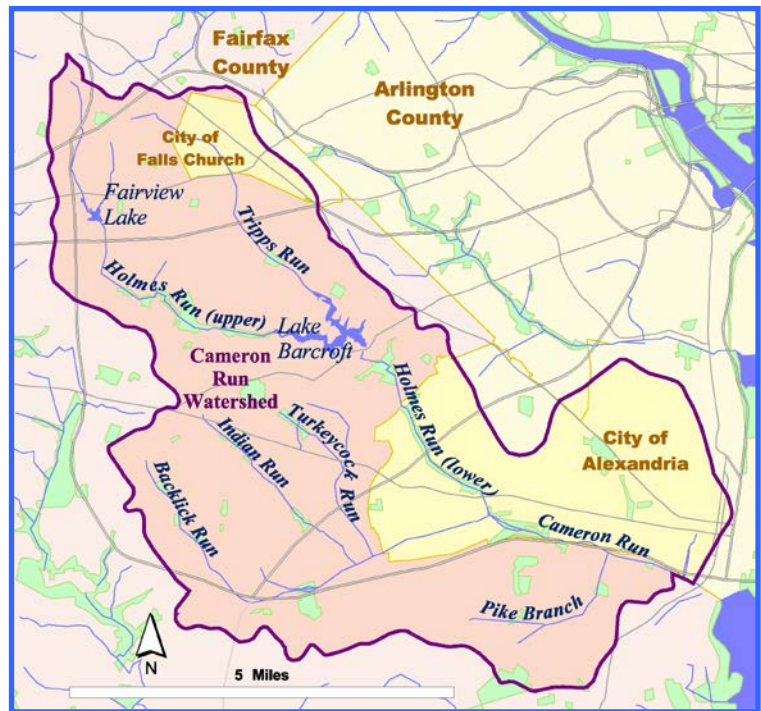 Fairfax
County
Arlington
County
City of
Falls Church
Fairview
Lake
Tripps Run
Holmes Run (upper)
Lake
Barcroft
Cameron
Run
Watershed
Holmes Run (lower)
Turkeycock Run
Indian Run
Backlick Run
City of
Alexandria
Cameron Run
Pike Branch
N
5 Miles